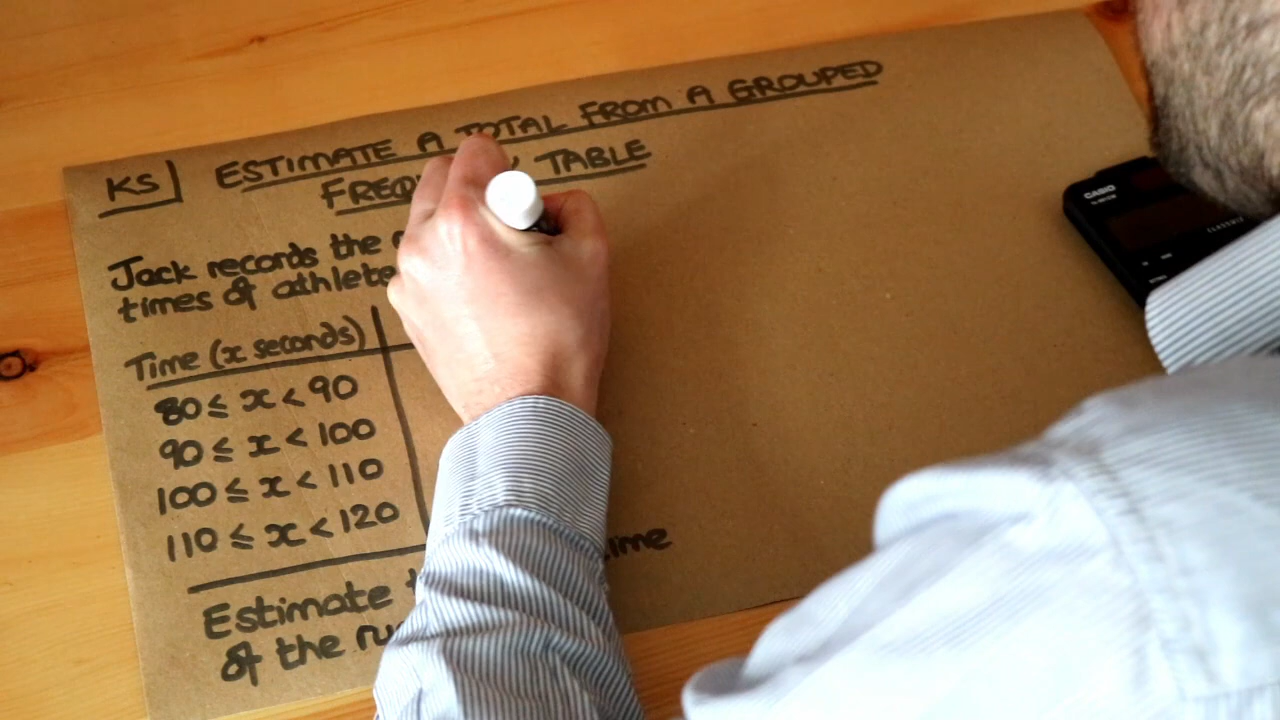 KS
ESTIMATE A TOTAL FROM A GROUPED
TABLE
Jack records the
times of athlete
Time (x seconds)
80 ≤ x < 90
90 ≤ x < 100
100 ≤ x < 110
110 ≤ x < 120
Estimate
of the
CASIO